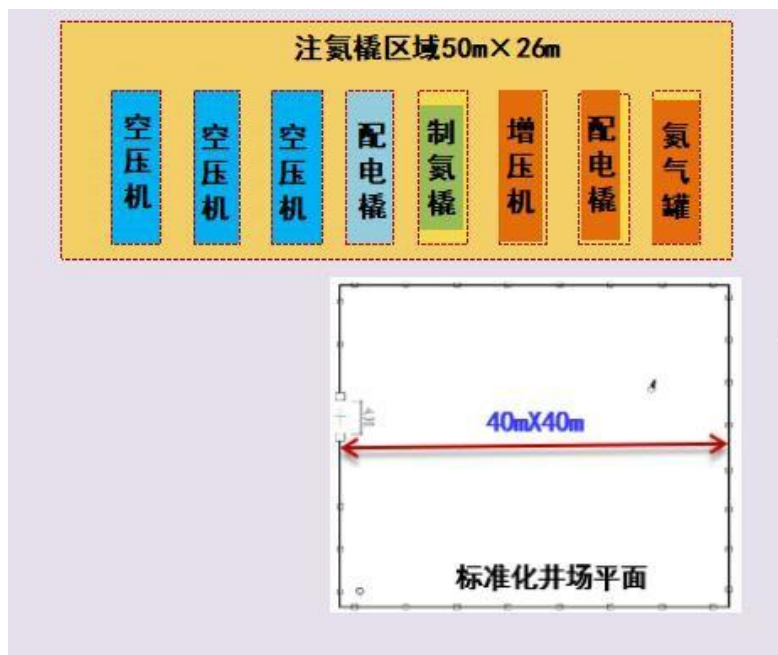 注氮橇区域50m×26m
空压机
空压机
空压机
配电橇
制氮橇
增压机
配电橇
氮气罐
40mX40m
标准化井场平面